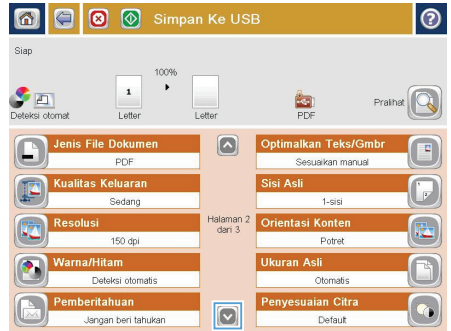 Simpan Ke USB
?
Siap
100%
1
Deteksi otomat
Letter
Letter
PDF
Pralihat
Jenis File Dokumen
PDF
Kualitas Keluaran
Sedang
Resolusi
150 dpi
Warna/Hitam
Deteksi otomatis
Pemberitahuan
Jangan beri tahukan
Halaman 2
dari 3
Optimalkan Teks/Gmbr
Sesuaikan manual
Sisi Asli
1-sisi
Orientasi Konten
Potret
Ukuran Asli
Otomatis
Penyesuaian Citra
Default